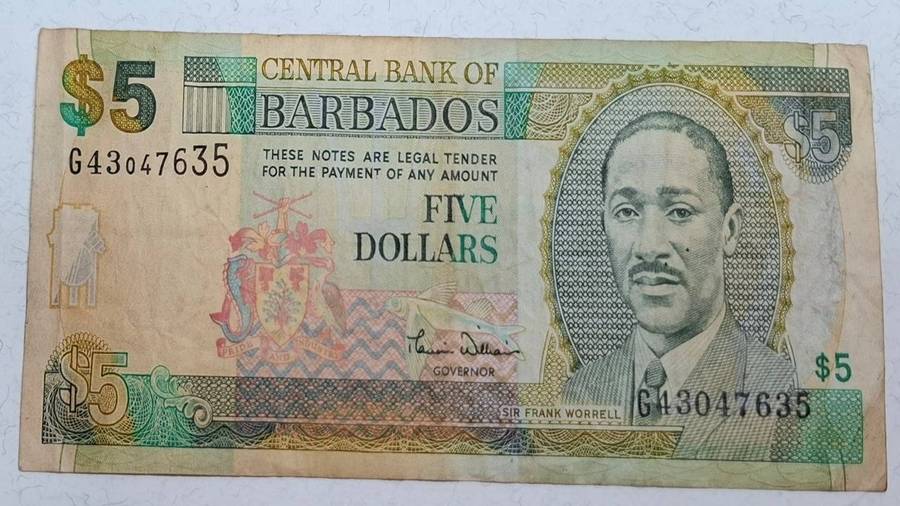 $5
CENTRAL BANK OF
BARBADOS
$5
G43047635
THESE NOTES ARE LEGAL TENDER
FOR THE PAYMENT OF ANY AMOUNT
FIVE
DOLLARS
PRIDE AND INDUSTRY
GOVERNOR
$5
$5
SIR FRANK WORRELL
G43047635